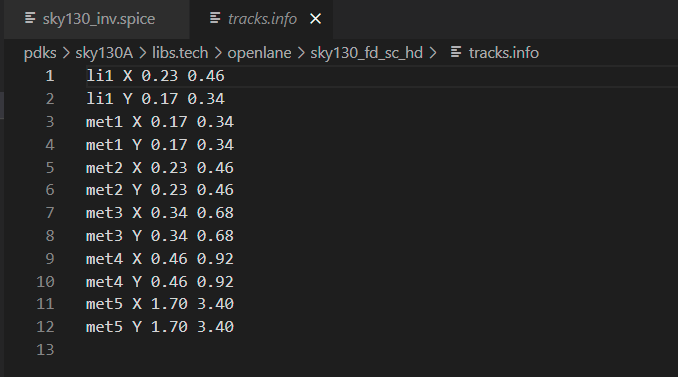 sky130_inv.spice tracks.info ×
pdks > sky130A > libs.tech > openlane > sky130_fd_sc_hd > tracks.info
1 li1 X 0.23 0.46
2 li1 Y 0.17 0.34
3 met1 X 0.17 0.34
4 met1 Y 0.17 0.34
5 met2 X 0.23 0.46
6 met2 Y 0.23 0.46
7 met3 X 0.34 0.68
8 met3 Y 0.34 0.68
9 met4 X 0.46 0.92
10 met4 Y 0.46 0.92
11 met5 X 1.70 3.40
12 met5 Y 1.70 3.40
13